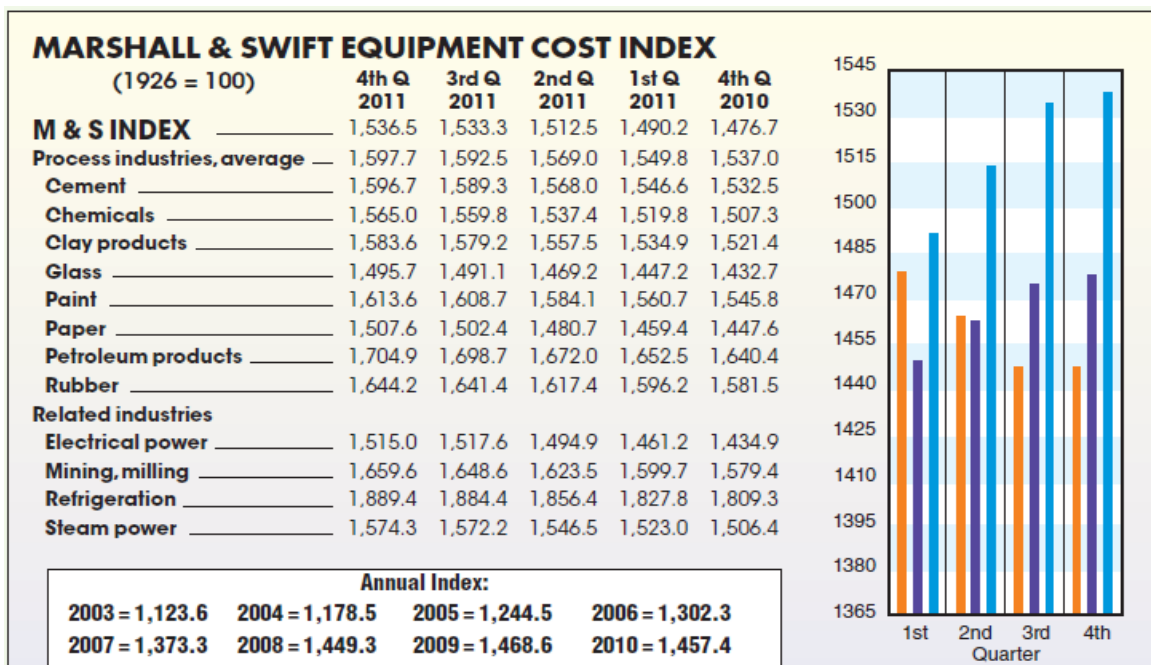 MARSHALL & SWIFT EQUIPMENT COST INDEX
(1926 = 100) 4th Q 3rd Q 2nd Q 1st Q 4th Q
2011 2011 2011 2011 2010
M & S INDEX 1,536.5 1,533.3 1,512.5 1,490.2 1,476.7
Process industries, average 1,597.7 1,592.5 1,569.0 1,549.8 1,537.0
Cement 1,596.7 1,589.3 1,568.0 1,546.6 1,532.5
Chemicals 1,565.0 1,559.8 1,537.4 1,519.8 1,507.3
Clay products 1,583.6 1,579.2 1,557.5 1,534.9 1,521.4
Glass 1,495.7 1,491.1 1,469.2 1,447.2 1,432.7
Paint 1,613.6 1,608.7 1,584.1 1,560.7 1,545.8
Paper 1,507.6 1,502.4 1,480.7 1,459.4 1,447.6
Petroleum products 1,704.9 1,698.7 1,672.0 1,652.5 1,640.4
Rubber 1,644.2 1,641.4 1,617.4 1,596.2 1,581.5
Related industries
Electrical power 1,515.0 1,517.6 1,494.9 1,461.2 1,434.9
Mining, milling 1,659.6 1,648.6 1,623.5 1,599.7 1,579.4
Refrigeration 1,889.4 1,884.4 1,856.4 1,827.8 1,809.3
Steam power 1,574.3 1,572.2 1,546.5 1,523.0 1,506.4
Annual Index:
2003 = 1,123.6 2004 = 1,178.5 2005 = 1,244.5 2006 = 1,302.3
2007 = 1,373.3 2008 = 1,449.3 2009 = 1,468.6 2010 = 1,457.4
1545
1530
1515
1500
1485
1470
1455
1440
1425
1410
1395
1380
1365
1st 2nd 3rd 4th
Quarter